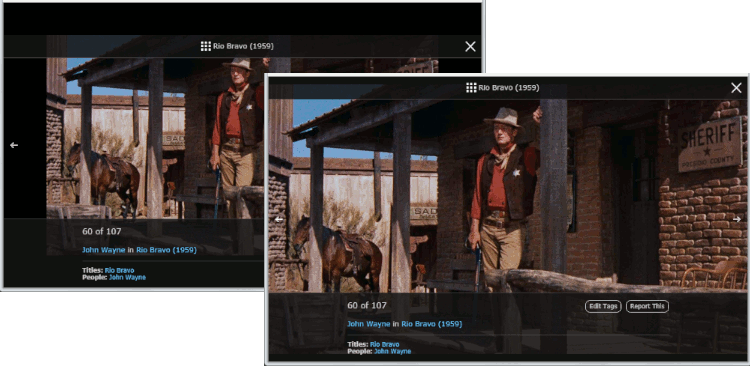 Rio Bravo (1959)
60 of 107
John Wayne in Rio Bravo (1959)
Titles: Rio Bravo
People: John Wayne
Rio Bravo (1959)
SHERIFF
PRESIDIO COUNTY
60 of 107
Edit Tags
Report This
John Wayne in Rio Bravo (1959)
Titles: Rio Bravo
People: John Wayne